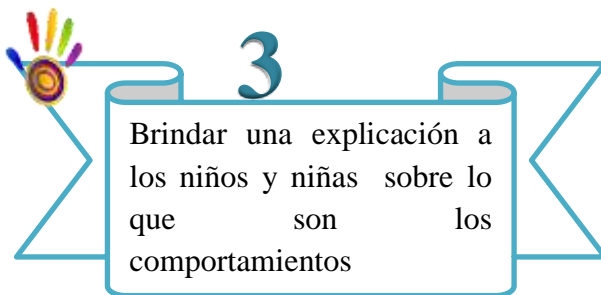 3
Brindar una explicación a
los niños y niñas sobre lo
que son los
comportamientos